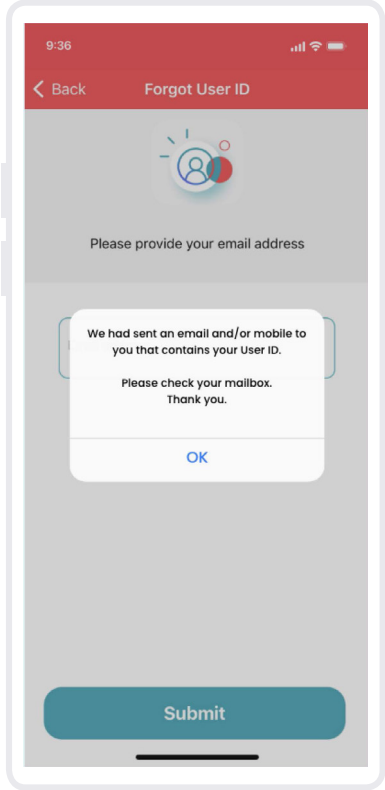 9:36
Back
Forgot User ID
Please provide your email address
We had sent an email and/or mobile to
you that contains your User ID.
Please check your mailbox.
Thank you.
OK
Submit